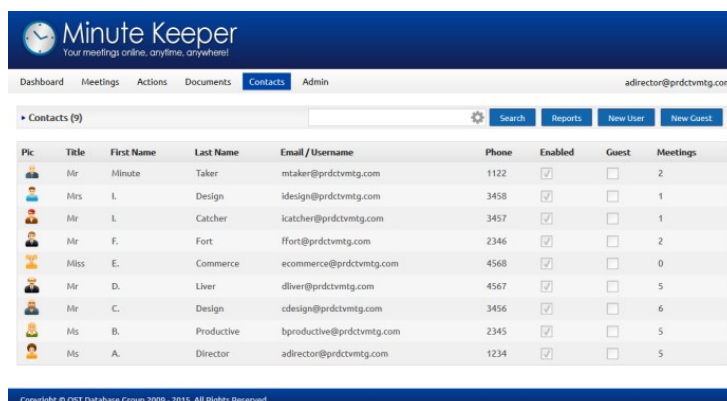 Minute Keeper
Your meetings online, anytime, anywhere!
Dashboard Meetings Actions Documents Contacts Admin adirector@prdctvmtg.com
Contacts (9) Search Reports New User New Guest
Pic Title First Name Last Name Email / Username Phone Enabled Guest Meetings
Mr Minute Taker mtaker@prdctvmtg.com 1122 2
Mrs I. Design idesign@prdctvmtg.com 3458 1
Mr I. Catcher icatcher@prdctvmtg.com 3457 1
Mr F. Fort ffort@prdctvmtg.com 2346 2
Miss E. Commerce ecommerce@prdctvmtg.com 4568 0
Mr D. Liver dliver@prdctvmtg.com 4567 5
Mr C. Design cdesign@prdctvmtg.com 3456 6
Ms B. Productive bproductive@prdctvmtg.com 2345 5
Ms A. Director adirector@prdctvmtg.com 1234 5
Copyright © OST Database Group 2009 - 2015. All Rights Reserved